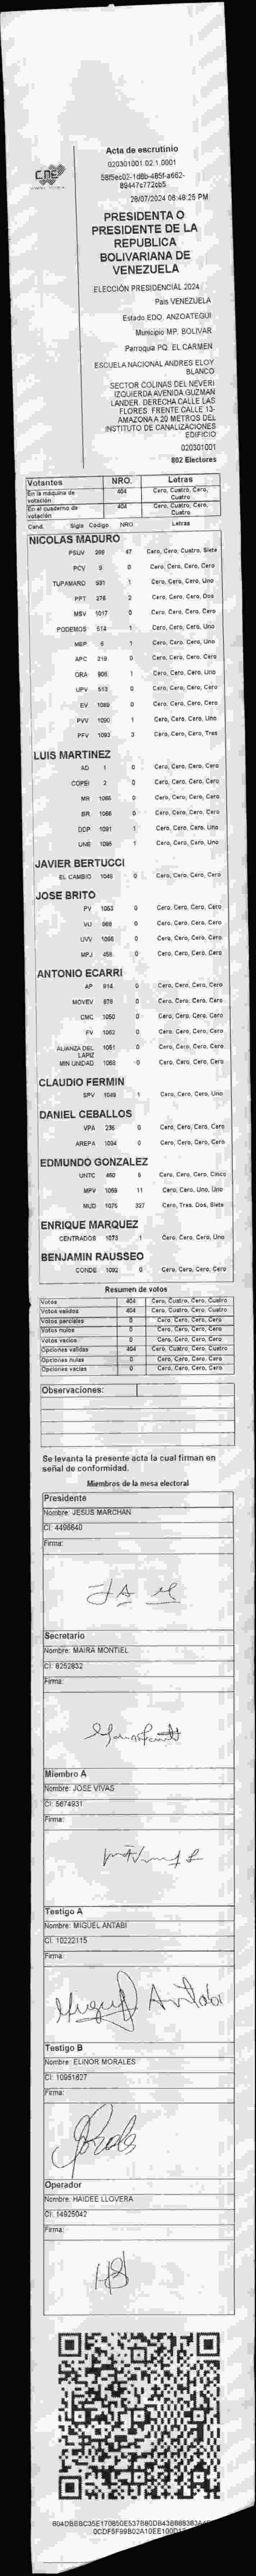 CNE
Acta de escrutinio
020301001.02.1.0001
58f5ec02-1d8b-485f-a662-
89447c772cb5
28/07/2024 06:48:25 PM
PRESIDENTA O
PRESIDENTE DE LA
REPUBLICA
BOLIVARIANA DE
VENEZUELA
ELECCIÓN PRESIDENCIAL 2024
País VENEZUELA
Estado EDO. ANZOATEGUI
Municipio MP. BOLIVAR
Parroquia PQ. EL CARMEN
ESCUELA NACIONAL ANDRES ELOY
BLANCO
SECTOR COLINAS DEL NEVERI
IZQUIERDA AVENIDA GUZMAN
LANDER. DERECHA CALLE LAS
FLORES. FRENTE CALLE 13-
AMAZONA A 20 METROS DEL
INSTITUTO DE CANALIZACIONES
EDIFICIO
020301001
802 Electores
Votantes NRO. Letras
En la máquina de votación 404 Cero, Cuatro, Cero, Cuatro
En el cuaderno de votación 404 Cero, Cuatro, Cero, Cuatro
Cand. Sigla Codigo NRO Letras
NICOLAS MADURO
PSUV 266 47 Cero, Cero, Cuatro, Siete
PCV 9 0 Cero, Cero, Cero, Cero
TUPAMARO 931 1 Cero, Cero, Cero, Uno
PPT 278 2 Cero, Cero, Cero, Dos
MSV 1017 0 Cero, Cero, Cero, Cero
PODEMOS 514 1 Cero, Cero, Cero, Uno
MEP 6 1 Cero, Cero, Cero, Uno
APC 219 0 Cero, Cero, Cero, Cero
ORA 806 1 Cero, Cero, Cero, Uno
UPV 513 0 Cero, Cero, Cero, Cero
EV 1089 0 Cero, Cero, Cero, Cero
PVV 1090 1 Cero, Cero, Cero, Uno
PFV 1093 3 Cero, Cero, Cero, Tres
LUIS MARTINEZ
AD 1 0 Cero, Cero, Cero, Cero
COPEI 2 0 Cero, Cero, Cero, Cero
MR 1065 0 Cero, Cero, Cero, Cero
BR 1066 0 Cero, Cero, Cero, Cero
DDP 1091 1 Cero, Cero, Cero, Uno
UNE 1095 1 Cero, Cero, Cero, Uno
JAVIER BERTUCCI
EL CAMBIO 1049 0 Cero, Cero, Cero, Cero
JOSE BRITO
PV 1053 0 Cero, Cero, Cero, Cero
VU 968 0 Cero, Cero, Cero, Cero
UVV 1096 0 Cero, Cero, Cero, Cero
MPJ 458 0 Cero, Cero, Cero, Cero
ANTONIO ECARRI
AP 914 0 Cero, Cero, Cero, Cero
MOVEV 978 0 Cero, Cero, Cero, Cero
CMC 1050 0 Cero, Cero, Cero, Cero
FV 1062 0 Cero, Cero, Cero, Cero
ALIANZA DEL LAPIZ 1051 0 Cero, Cero, Cero, Cero
MIN UNIDAD 1068 0 Cero, Cero, Cero, Cero
CLAUDIO FERMIN
SPV 1 Cero, Cero, Cero, Uno
DANIEL CEBALLOS
VPA 236 0 Cero, Cero, Cero, Cero
AREPA 1094 0 Cero, Cero, Cero, Cero
EDMUNDO GONZALEZ
UNTC 5 Cero, Cero, Cero, Cinco
MPV 1059 11 Cero, Cero, Uno, Uno
MUD 1075 327 Cero, Tres, Dos, Siete
ENRIQUE MARQUEZ
CENTRADOS 1073 1 Cero, Cero, Cero, Uno
BENJAMIN RAUSSEO
CONDE 1092 0 Cero, Cero, Cero, Cero
Resumen de votos
Votos 404 Cero, Cuatro, Cero, Cuatro
Votos validos 404 Cero, Cuatro, Cero, Cuatro
Votos parciales 0 Cero, Cero, Cero, Cero
Votos nulos 0 Cero, Cero, Cero, Cero
Votos vacios 0 Cero, Cero, Cero, Cero
Opciones validas 404 Cero, Cuatro, Cero, Cuatro
Opciones nulas 0 Cero, Cero, Cero, Cero
Opciones vacias 0 Cero, Cero, Cero, Cero
Observaciones:
Se levanta la presente acta la cual firman en
señal de conformidad.
Miembros de la mesa electoral
Presidente
Nombre: JESUS MARCHAN
CI: 4498640
Firma:
Secretario
Nombre: MAIRA MONTIEL
CI: 8252832
Firma:
Miembro A
Nombre: JOSE VIVAS
CI: 5674931
Firma:
Testigo A
Nombre: MIGUEL ANTABI
CI: 10222115
Firma:
Miguel Antabi
Testigo B
Nombre: ELINOR MORALES
CI: 10951827
Firma:
Operador
Nombre: HAIDEE LLOVERA
CI: 14925042
Firma: